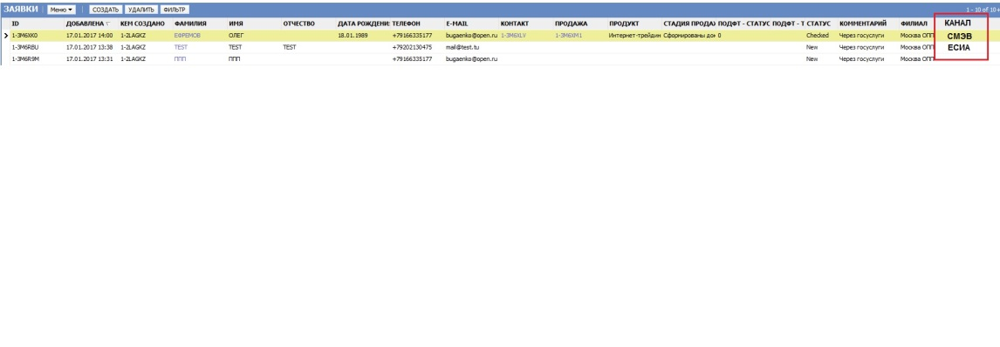 ЗАЯВКИ Меню СОЗДАТЬ УДАЛИТЬ ФИЛЬТР 1 - 10 of 10+
ID ДОБАВЛЕНА КЕМ СОЗДАНО ФАМИЛИЯ ИМЯ ОТЧЕСТВО ДАТА РОЖДЕНИ: ТЕЛЕФОН E-MAIL КОНТАКТ ПРОДАЖА ПРОДУКТ СТАДИЯ ПРОДА ПОДФТ - СТАТУС ПОДФТ - Т СТАТУС КОММЕНТАРИЙ ФИЛИАЛ КАНАЛ
1-3M6XKO 17.01.2017 14:00 1-2LAGKZ ЕФРЕМОВ ОЛЕГ 18.01.1989 +79166335177 bugaenko@open.ru 1-3M6XLV 1-3M6XM1 Интернет-трейдин Сформированы док 0 Checked Через госуслуги Москва ОПП СМЭВ
1-3M6RBU 17.01.2017 13:38 1-2LAGKZ TEST TEST TEST +79202130475 mail@test.tu New Через госуслуги Москва ОПП ЕСИА
1-3M6R9M 17.01.2017 13:31 1-2LAGKZ ППП ППП +79166335177 bugaenko@open.ru New Через госуслуги Москва ОПП